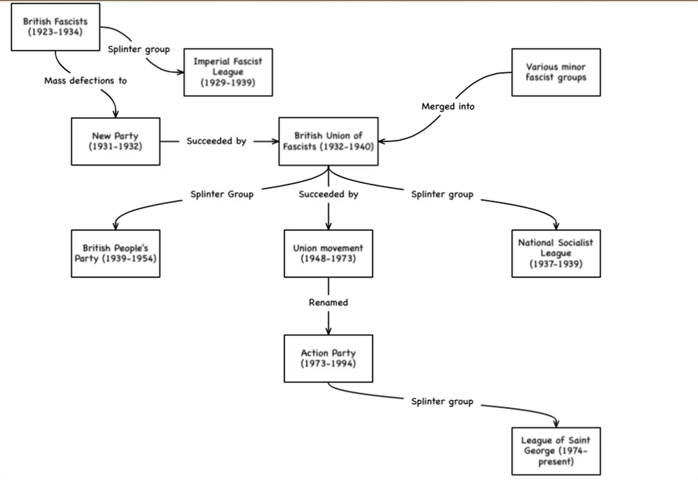 British Fascists
(1923-1934)
Splinter group
Imperial Fascist
League
(1929-1939)
Various minor
fascist groups
Mass defections to
Merged into
New Party
(1931-1932)
Succeeded by
British Union of
Fascists (1932-1940)
Splinter Group
Succeeded by
Splinter group
British People's
Party (1939-1954)
Union movement
(1948-1973)
National Socialist
League
(1937-1939)
Renamed
Action Party
(1973-1994)
Splinter group
League of Saint
George (1974-
present)